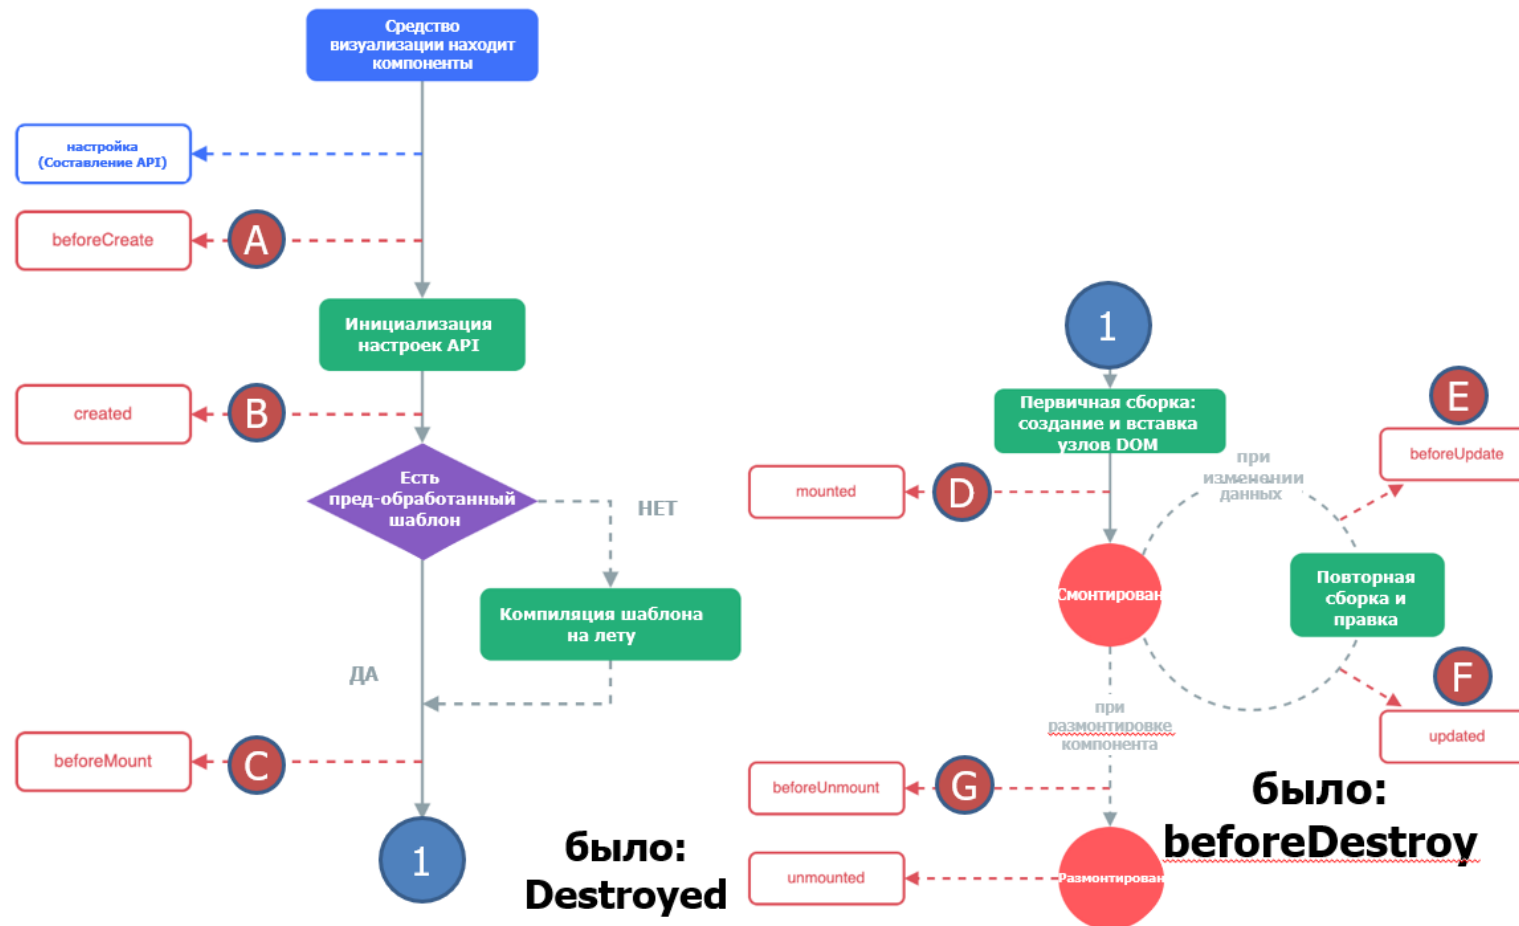 Средство
визуализации находит
компоненты
настройка
(Составление API)
beforeCreate
A
Инициализация
настроек API
created
B
Есть
пред-обработанный
шаблон
НЕТ
Компиляция шаблона
на лету
ДА
beforeMount
C
1
было:
Destroyed
1
Первичная сборка:
создание и вставка
узлов DOM
mounted
D
при
изменении
данных
E
beforeUpdate
Смонтирован
Повторная
сборка и
правка
F
updated
при
размонтировке
компонента
beforeUnmount
G
было:
beforeDestroy
unmounted
Размонтирован